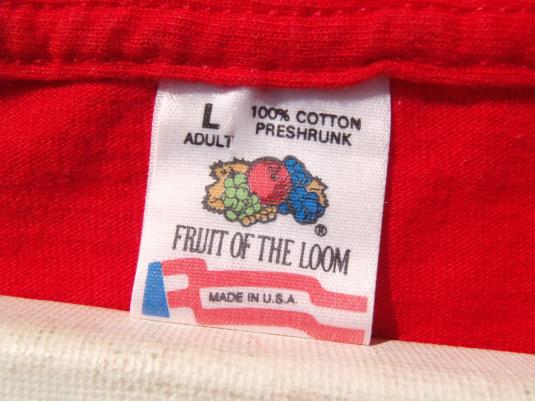 L
ADULT
100% COTTON
PRESHRUNK
®
FRUIT OF THE LOOM
MADE IN U.S.A.